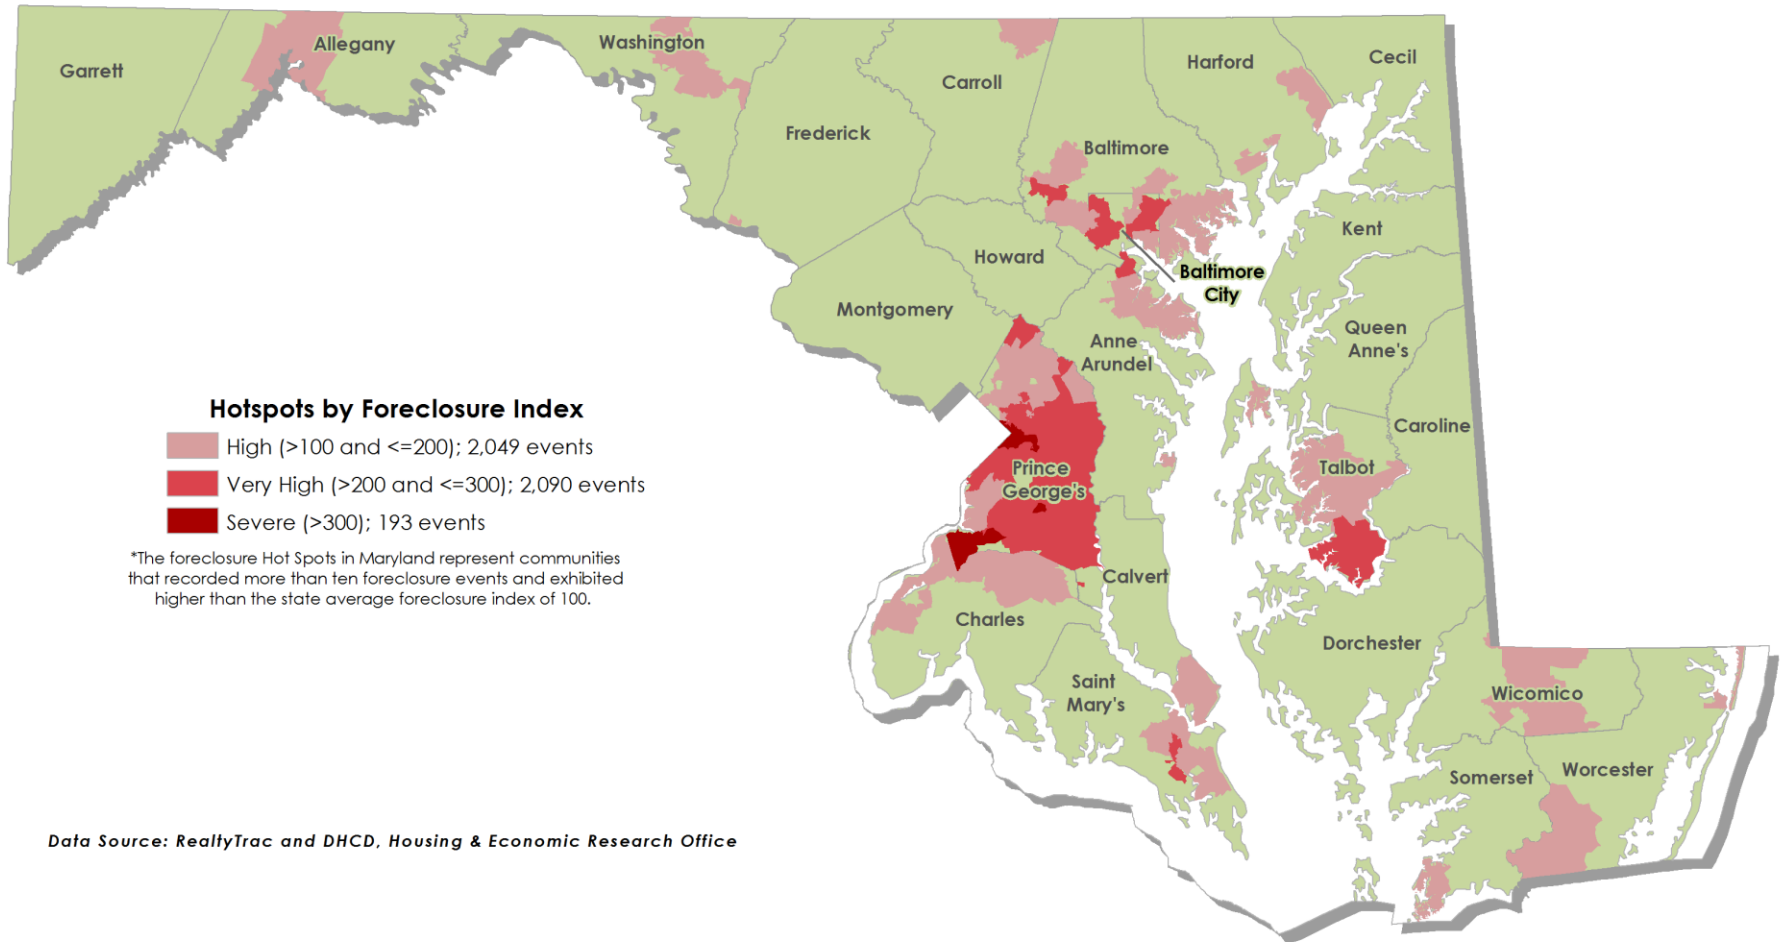 Garrett
Allegany
Washington
Frederick
Carroll
Baltimore
Harford
Cecil
Kent
Howard
Montgomery
Baltimore
City
Anne
Arundel
Queen
Anne's
Caroline
Talbot
Prince
George's
Calvert
Charles
Saint
Mary's
Dorchester
Wicomico
Somerset
Worcester
Hotspots by Foreclosure Index
High (>100 and <=200); 2,049 events
Very High (>200 and <=300); 2,090 events
Severe (>300); 193 events
*The foreclosure Hot Spots in Maryland represent communities
that recorded more than ten foreclosure events and exhibited
higher than the state average foreclosure index of 100.
Data Source: RealtyTrac and DHCD, Housing & Economic Research Office